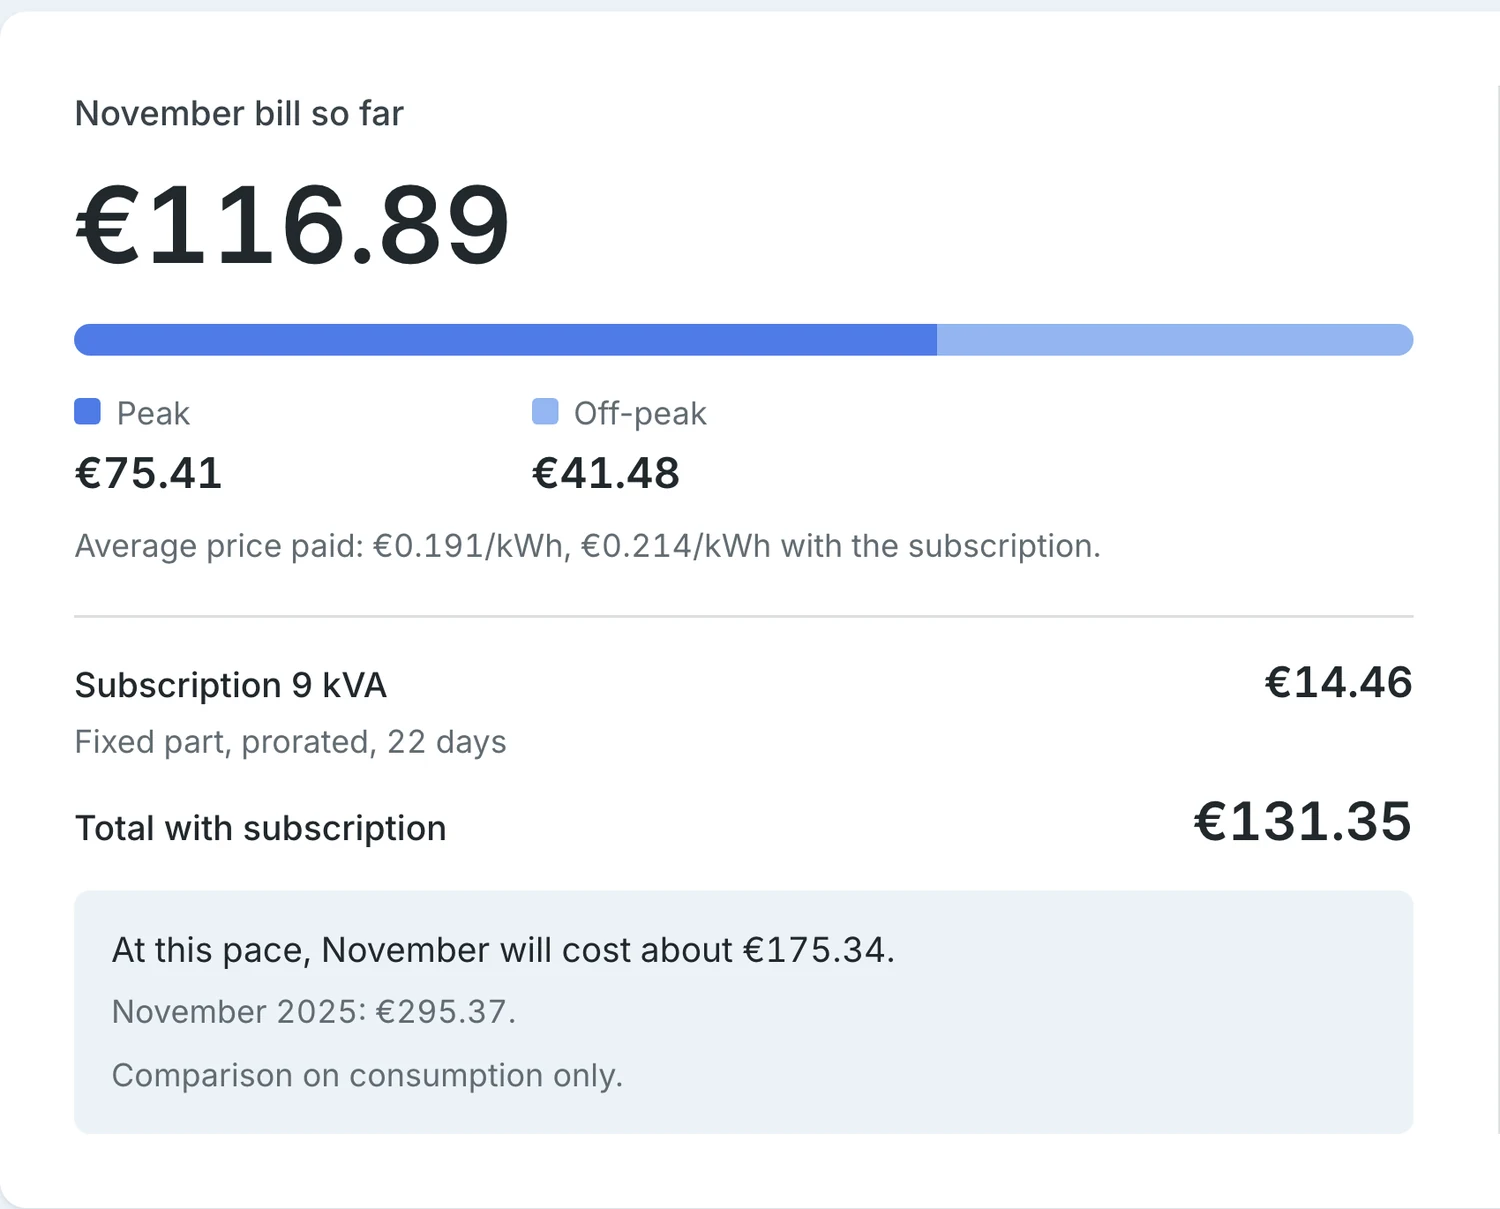 November bill so far
€116.89
Peak
Off-peak
€75.41
€41.48
Average price paid: €0.191/kWh, €0.214/kWh with the subscription.
Subscription 9 kVA
€14.46
Fixed part, prorated, 22 days
Total with subscription
€131.35
At this pace, November will cost about €175.34.
November 2025: €295.37.
Comparison on consumption only.